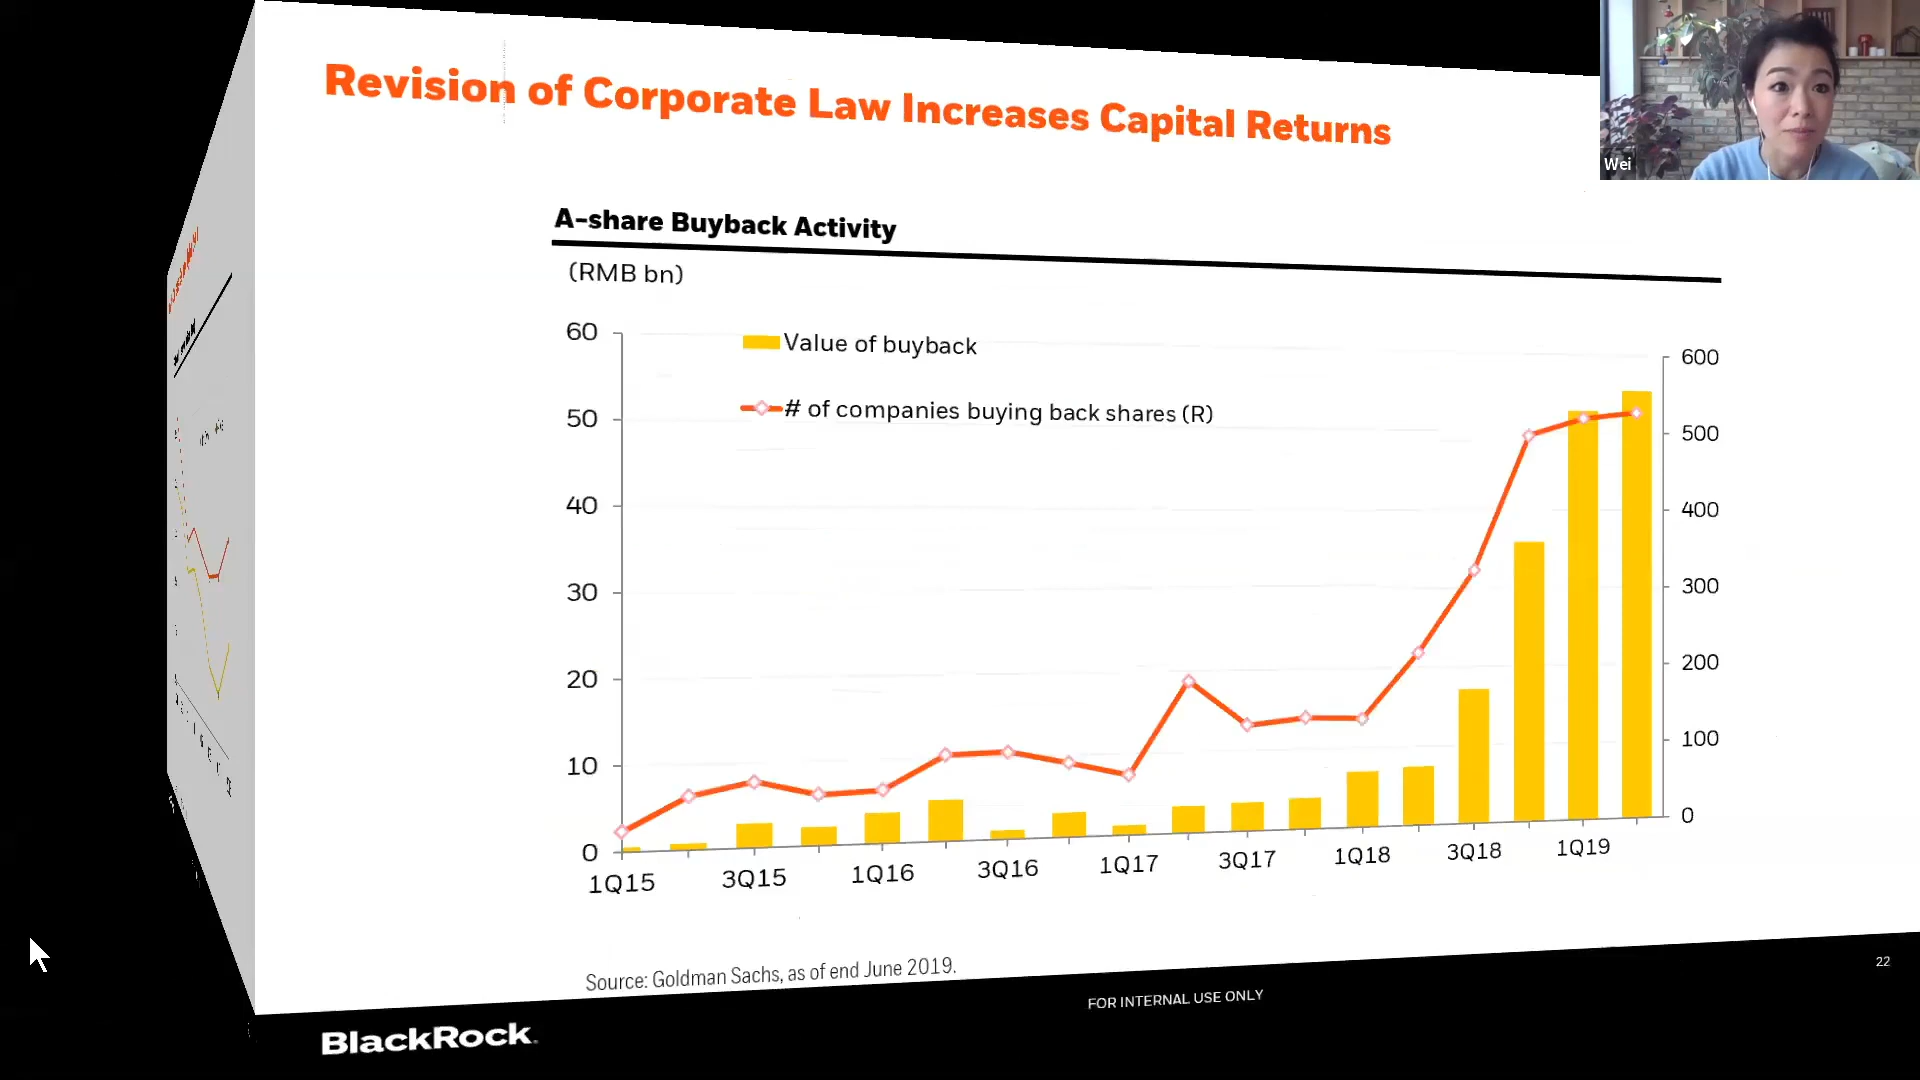 Revision of Corporate Law Increases Capital Returns
Wei
A-share Buyback Activity
(RMB bn)
Value of buyback
# of companies buying back shares (R)
60
50
40
30
20
10
0
600
500
400
300
200
100
0
1Q15 3Q15 1Q16 3Q16 1Q17 3Q17 1Q18 3Q18 1Q19
Source: Goldman Sachs, as of end June 2019.
22
FOR INTERNAL USE ONLY
BlackRock.